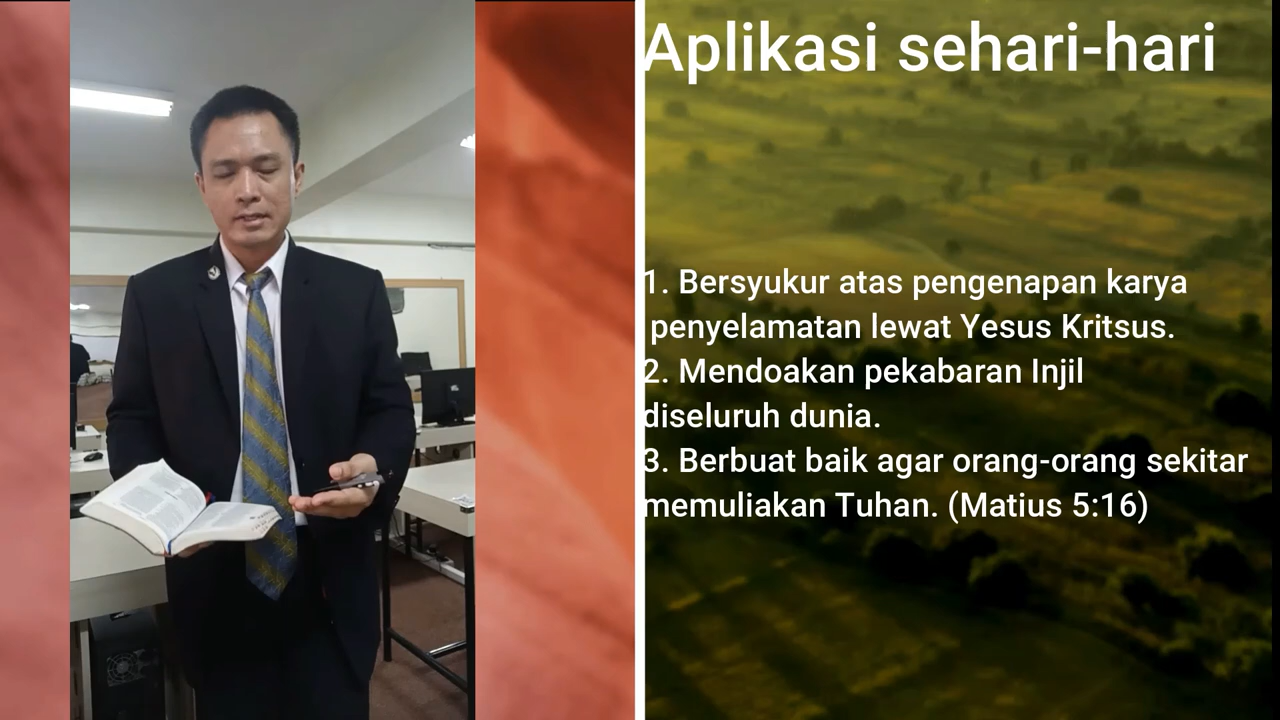 Aplikasi sehari-hari
1. Bersyukur atas pengenapan karya
penyelamatan lewat Yesus Kritsus.
2. Mendoakan pekabaran Injil
diseluruh dunia.
3. Berbuat baik agar orang-orang sekitar
memuliakan Tuhan. (Matius 5:16)